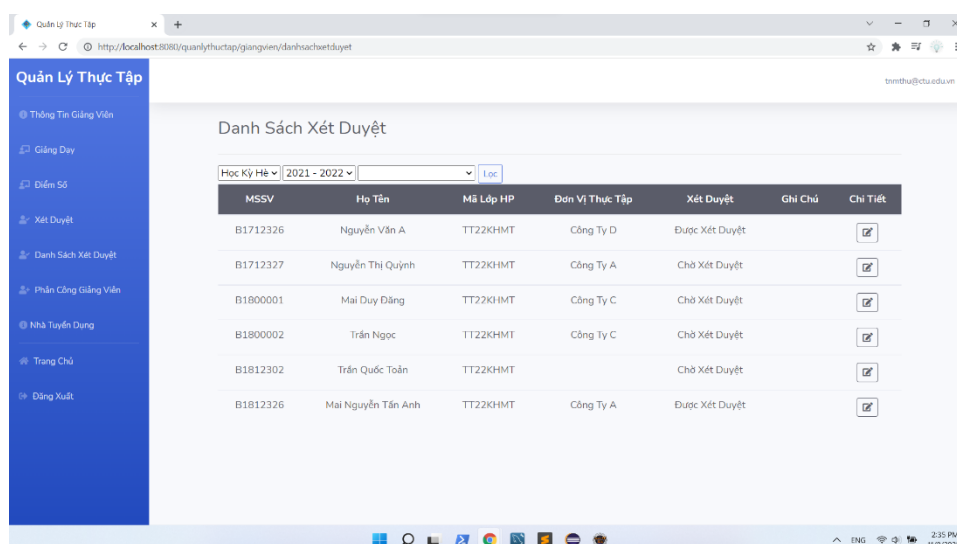 Quản Lý Thực Tập
http://localhost:8080/quanlythuctap/giangvien/danhsachxetduyet
Quản Lý Thực Tập
tnmthu@ctu.edu.vn
Thông Tin Giảng Viên
Giảng Dạy
Điểm Số
Xét Duyệt
Danh Sách Xét Duyệt
Phân Công Giảng Viên
Nhà Tuyển Dụng
Trang Chủ
Đăng Xuất
Danh Sách Xét Duyệt
Học Kỳ Hè 2021 - 2022 Lọc
MSSV Họ Tên Mã Lớp HP Đơn Vị Thực Tập Xét Duyệt Ghi Chú Chi Tiết
B1712326 Nguyễn Văn A TT22KHMT Công Ty D Được Xét Duyệt
B1712327 Nguyễn Thị Quỳnh TT22KHMT Công Ty A Chờ Xét Duyệt
B1800001 Mai Duy Đăng TT22KHMT Công Ty C Chờ Xét Duyệt
B1800002 Trần Ngọc TT22KHMT Công Ty C Chờ Xét Duyệt
B1812302 Trần Quốc Toản TT22KHMT Chờ Xét Duyệt
B1812326 Mai Nguyễn Tấn Anh TT22KHMT Công Ty A Được Xét Duyệt
ENG 2:35 PM